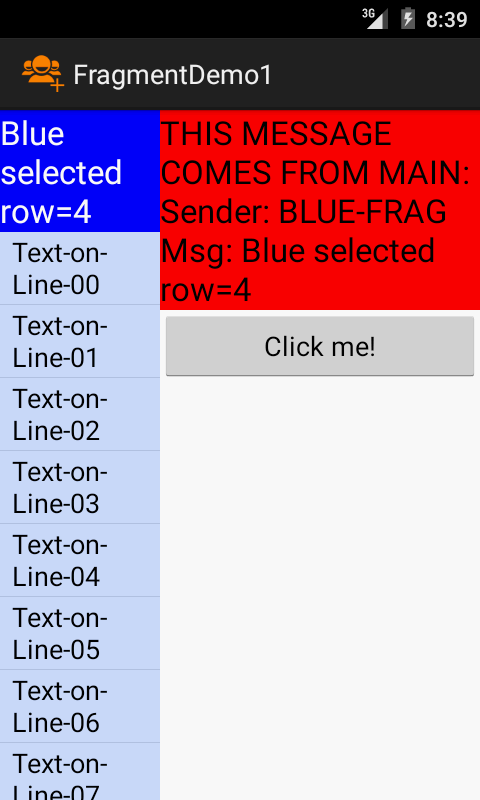 3G 8:39
FragmentDemo1
Blue
selected
row=4
Text-on-
Line-00
Text-on-
Line-01
Text-on-
Line-02
Text-on-
Line-03
Text-on-
Line-04
Text-on-
Line-05
Text-on-
Line-06
Text-on-
Line-07
THIS MESSAGE
COMES FROM MAIN:
Sender: BLUE-FRAG
Msg: Blue selected
row=4
Click me!